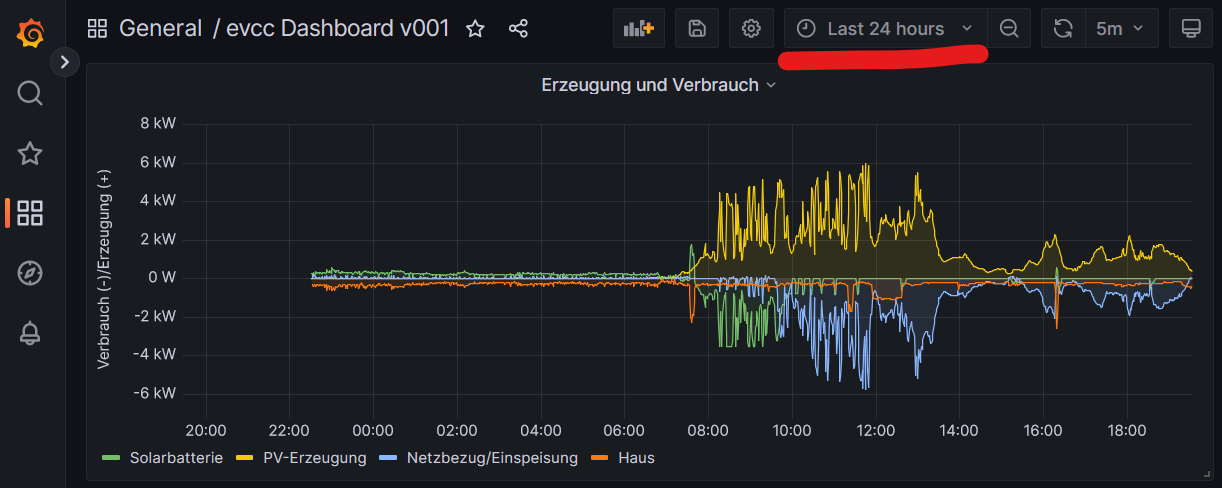 General / evcc Dashboard v001
Last 24 hours
5m
Erzeugung und Verbrauch
Verbrauch (-)/Erzeugung (+)
8 kW
6 kW
4 kW
2 kW
0 W
-2 kW
-4 kW
-6 kW
20:00 22:00 00:00 02:00 04:00 06:00 08:00 10:00 12:00 14:00 16:00 18:00
Solarbatterie PV-Erzeugung Netzbezug/Einspeisung Haus